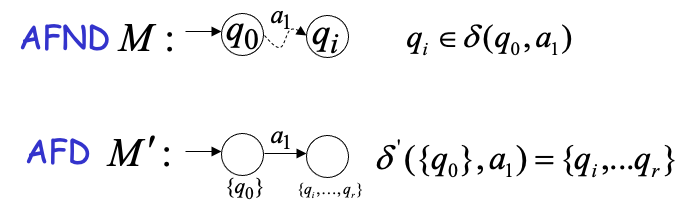 AFND M : q₀ a₁ qᵢ qᵢ ∈ δ(q₀,a₁)
AFD M′ : a₁ δ'({q₀},a₁) = {qᵢ,...qᵣ}
{q₀} {qᵢ,...,qᵣ}